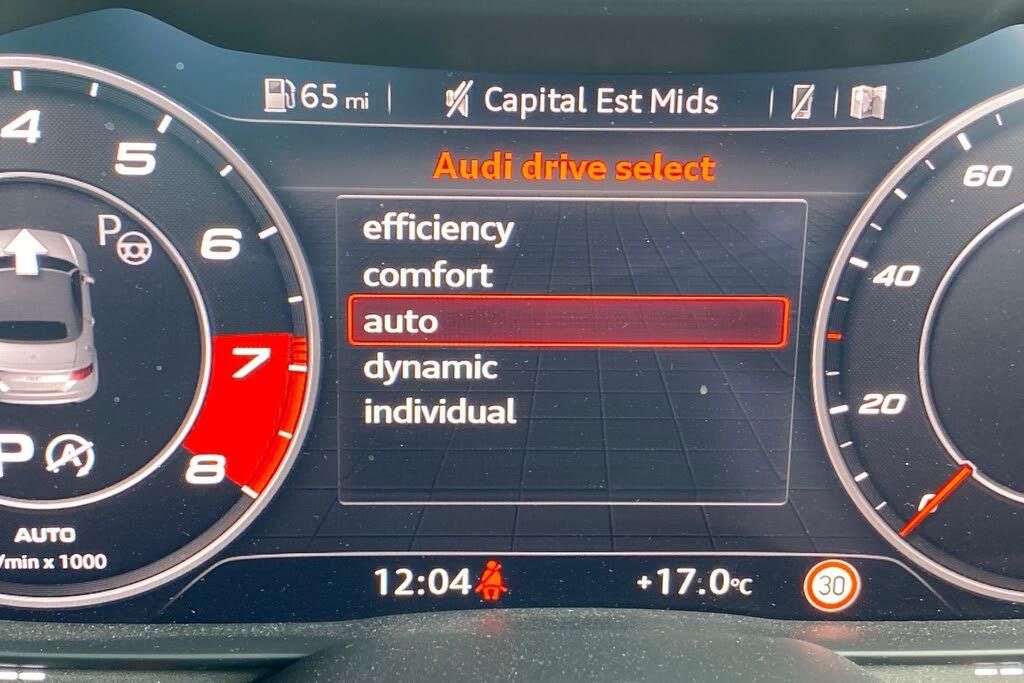 65 mi
Capital Est Mids
Audi drive select
efficiency
comfort
auto
dynamic
individual
4
5
6
7
8
P
P
A
AUTO
/min x 1000
60
40
20
0
12:04
+17.0°C
30